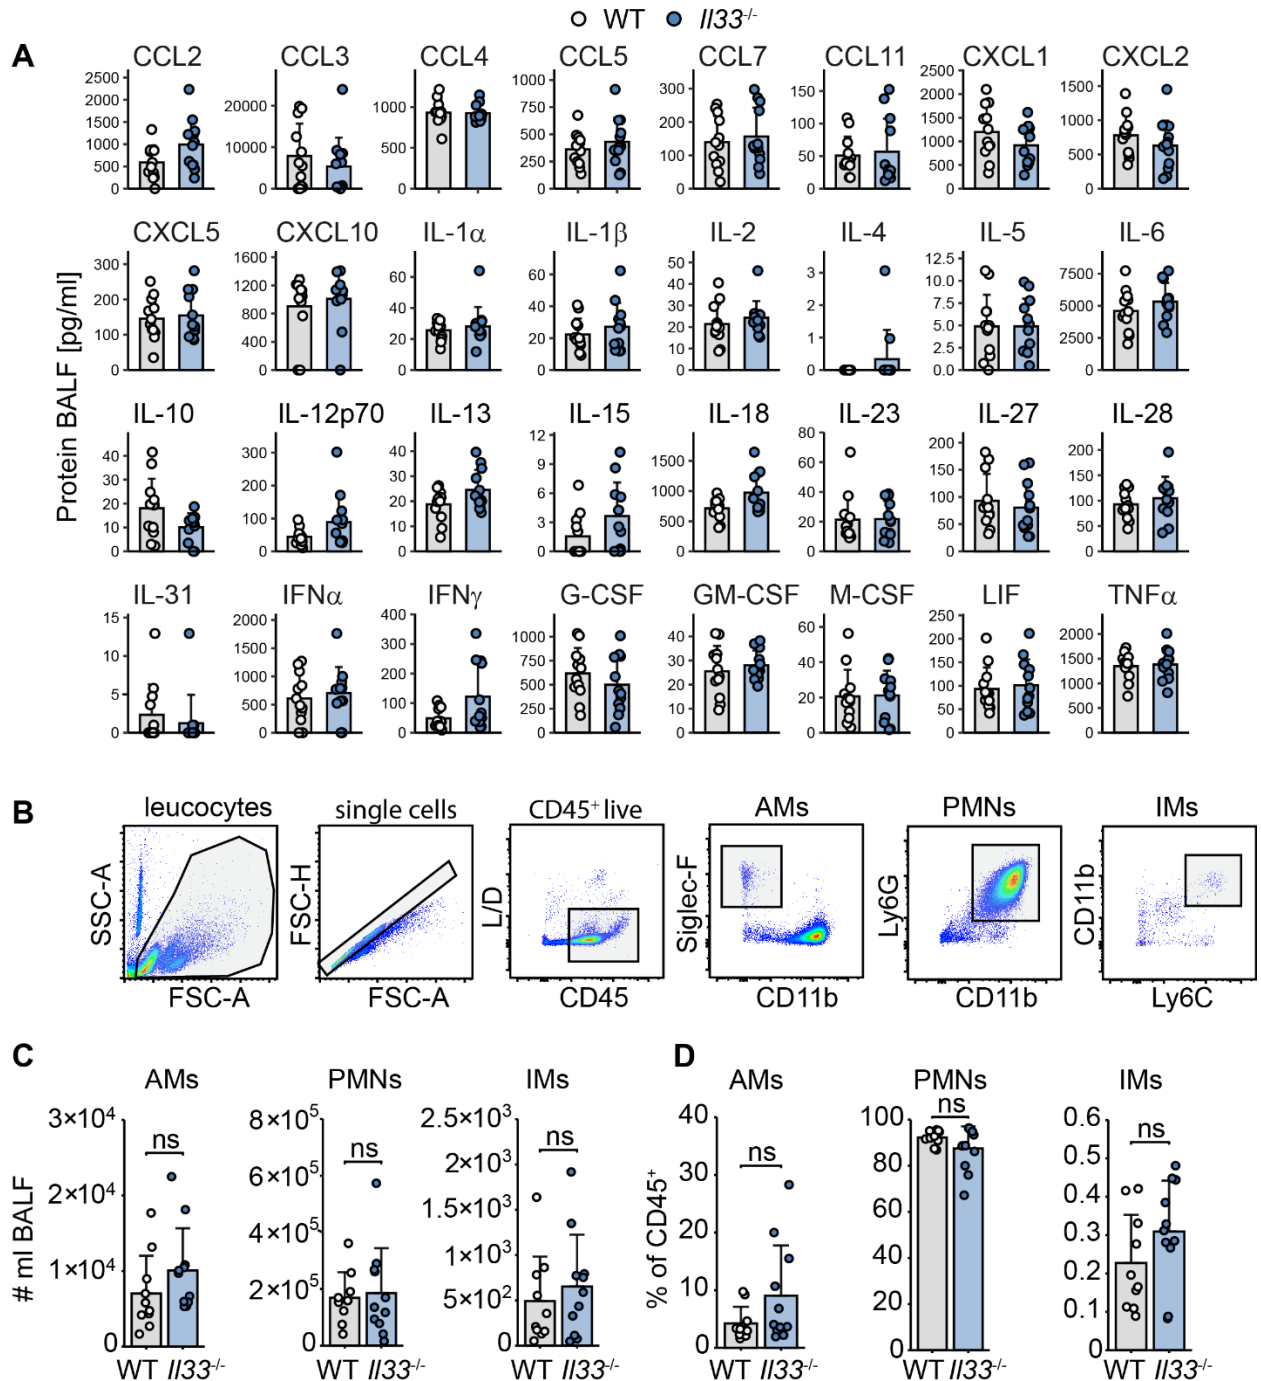 WT Il33-/-
A
CCL2 CCL3 CCL4 CCL5 CCL7 CCL11 CXCL1 CXCL2
2500 2000 1500 1000 500 0
20000 10000 0
1000 0
1000 750 500 250 0
300 200 100 0
150 100 50 0
2500 2000 1500 1000 500 0
1500 1000 500 0
Protein BALF [pg/ml]
CXCL5 CXCL10 IL-1α IL-1β IL-2 IL-4 IL-5 IL-6
300 200 100 0
1600 1200 800 400 0
60 40 20 0
60 40 20 0
50 40 30 20 10 0
3 2 1 0
12.5 10.0 7.5 5.0 2.5 0.0
7500 5000 2500 0
IL-10 IL-12p70 IL-13 IL-15 IL-18 IL-23 IL-27 IL-28
40 30 20 10 0
300 200 100 0
40 30 20 10 0
12 9 6 3 0
1500 1000 500 0
80 60 40 20 0
200 150 100 50 0
200 150 100 50 0
IL-31 IFNα IFNγ G-CSF GM-CSF M-CSF LIF TNFα
15 10 5 0
2000 1500 1000 500 0
400 300 200 100 0
1000 750 500 250 0
40 30 20 10 0
60 40 20 0
250 200 150 100 50 0
2000 1500 1000 500 0
B
leucocytes single cells CD45+ live AMs PMNs IMs
SSC-A FSC-H L/D Siglec-F Ly6G CD11b
FSC-A FSC-A CD45 CD11b CD11b Ly6C
C
AMs PMNs IMs
# ml BALF
3×10⁴ 2×10⁴ 1×10⁴ 0
8×10⁵ 6×10⁵ 4×10⁵ 2×10⁵ 0
2.5×10³ 2×10³ 1.5×10³ 1×10³ 5×10² 0
ns ns ns
WT Il33-/- WT Il33-/- WT Il33-/-
D
AMs PMNs IMs
% of CD45+
40 30 20 10 0
100 80 60 40 20 0
0.6 0.5 0.4 0.3 0.2 0.1 0
ns ns ns
WT Il33-/- WT Il33-/- WT Il33-/-